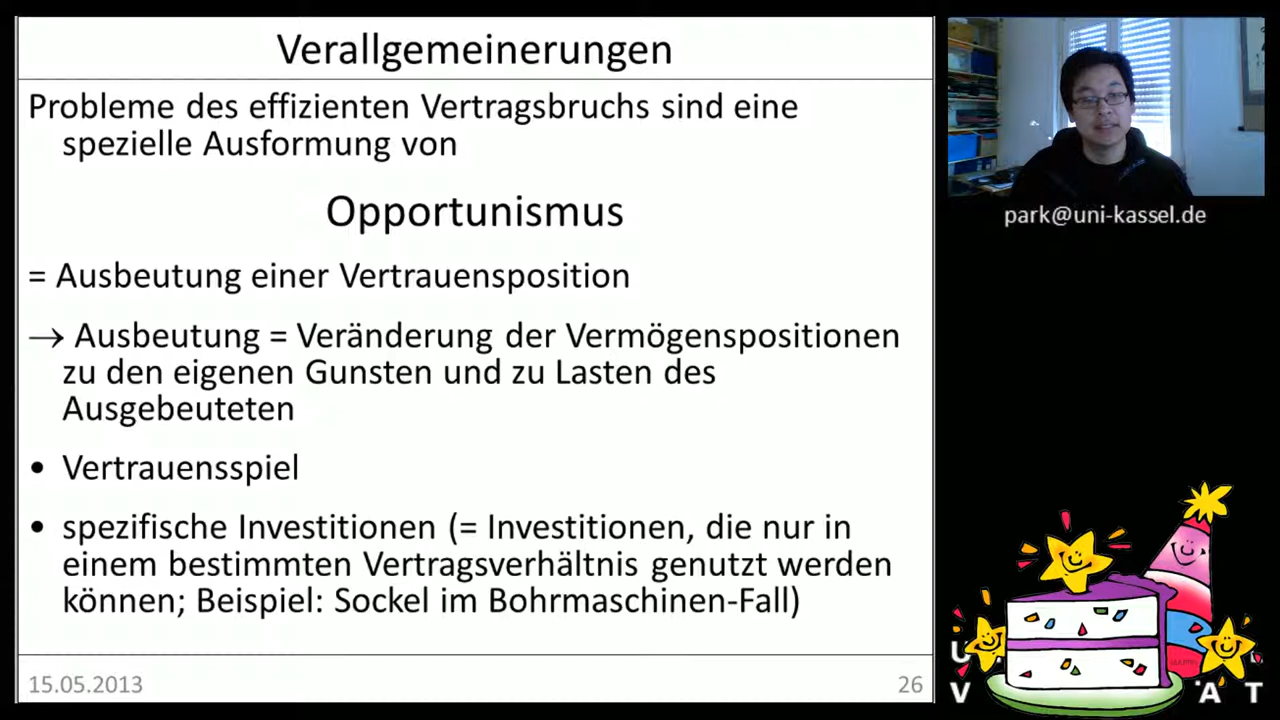 Verallgemeinerungen
Probleme des effizienten Vertragsbruchs sind eine
spezielle Ausformung von
Opportunismus
= Ausbeutung einer Vertrauensposition
→ Ausbeutung = Veränderung der Vermögenspositionen
zu den eigenen Gunsten und zu Lasten des
Ausgebeuteten
• Vertrauensspiel
• spezifische Investitionen (= Investitionen, die nur in
einem bestimmten Vertragsverhältnis genutzt werden
können; Beispiel: Sockel im Bohrmaschinen-Fall)
15.05.2013
26
park@uni-kassel.de
U
V A T